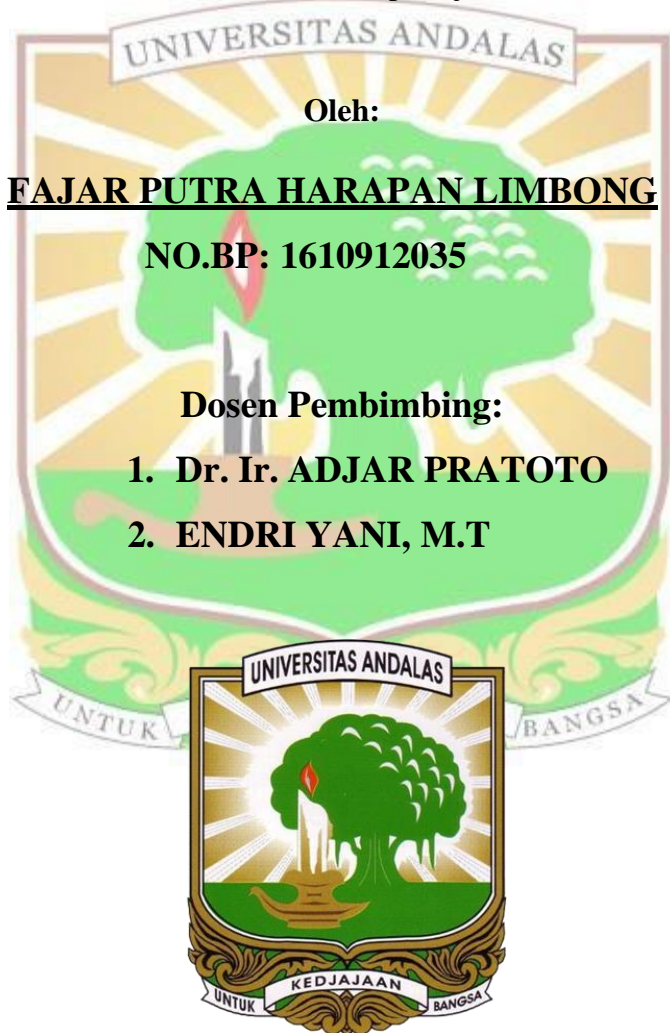 UNIVERSITAS ANDALAS
Oleh:
FAJAR PUTRA HARAPAN LIMBONG
NO.BP: 1610912035
Dosen Pembimbing:
1. Dr. Ir. ADJAR PRATOTO
2. ENDRI YANI, M.T
UNTUK BANGSA
UNIVERSITAS ANDALAS
KEDJAJAAN
UNTUK BANGSA